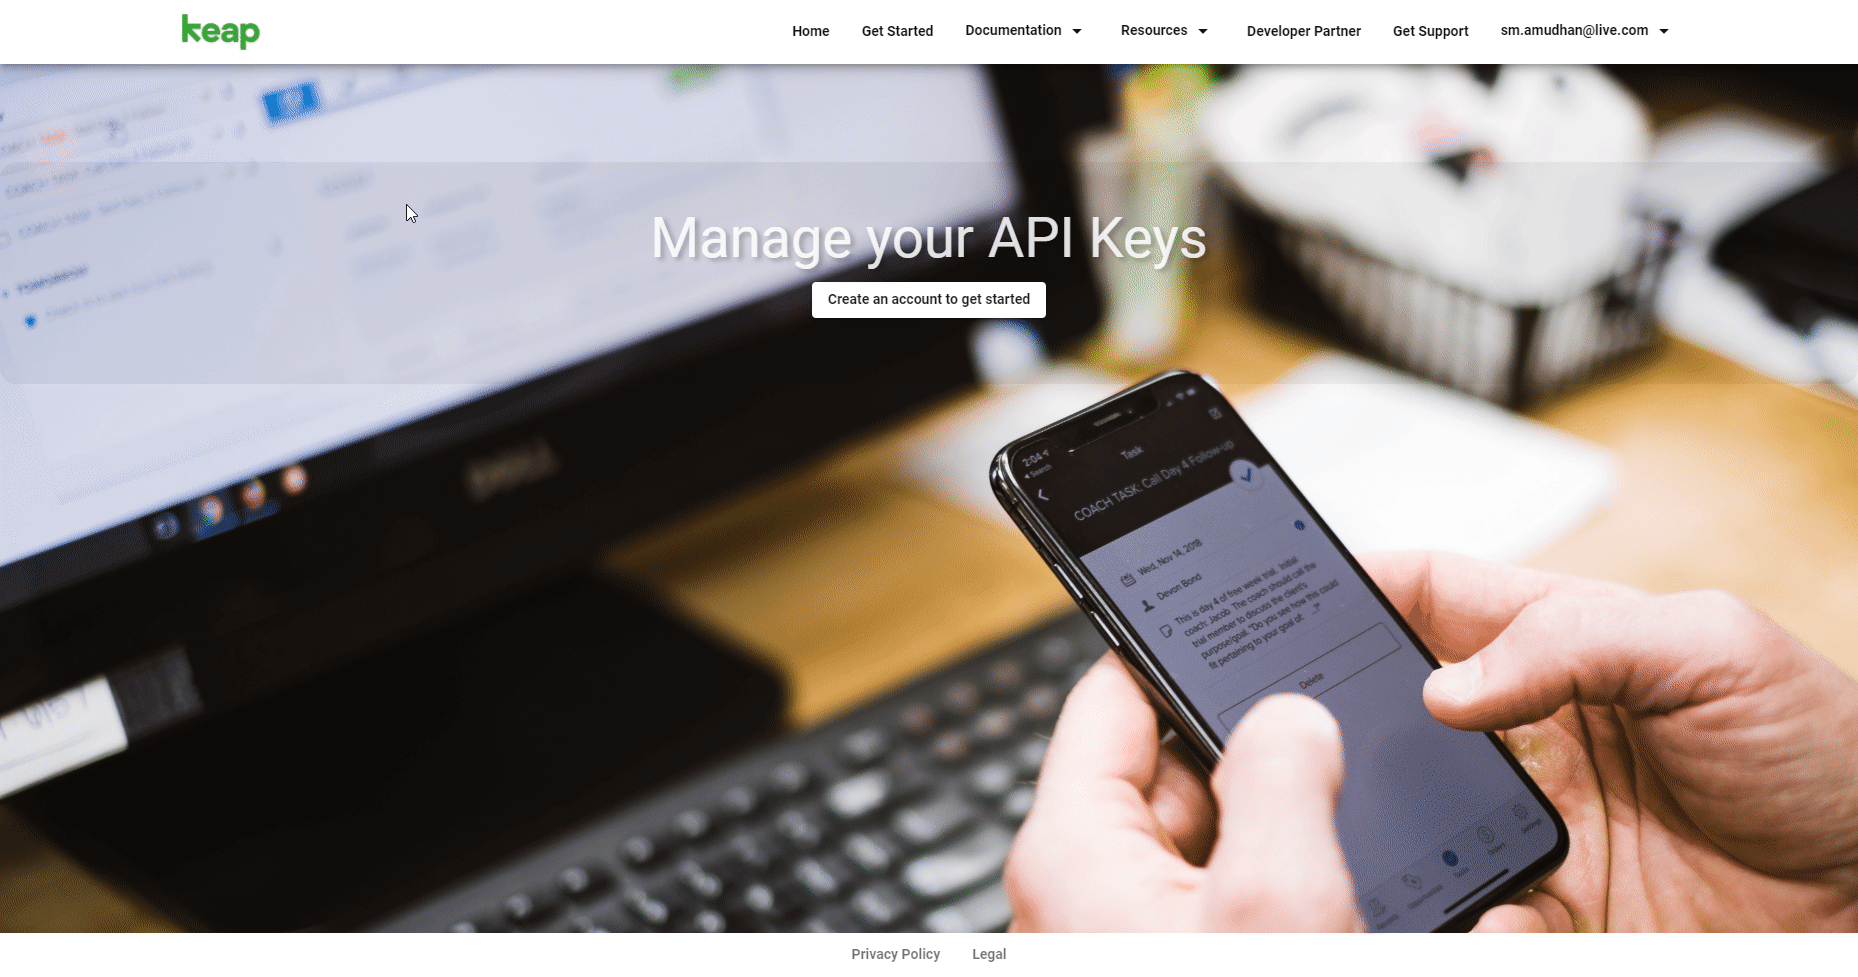 keap
Home
Get Started
Documentation
Resources
Developer Partner
Get Support
sm.amudhan@live.com
Manage your API Keys
Create an account to get started
DELL
2:04
Search
Task
COACH TASK: Call Day 4 Follow-up
Wed, Nov 14, 2018
Devon Bond
This is day 4 of free week trial. Initial
coach: Jacob. The coach should call the
trial member to discuss the client's
purpose/goal. "Do you see how this could
fit pertaining to your goal of: ...?"
Delete
Privacy Policy
Legal